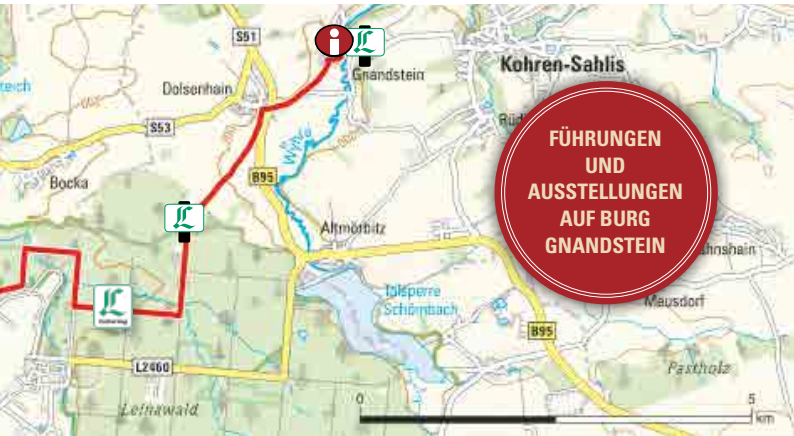 S51
i
L
Kohren-Sahlis
Gnandstein
Dolsenhain
S53
Wyhra
FÜHRUNGEN
UND
AUSSTELLUNGEN
AUF BURG
GNANDSTEIN
B95
Bocka
L
Altmörbitz
Meusdorf
Talsperre
Schömbach
L
B95
L2460
Pastholz
Leinawald
0
5
km